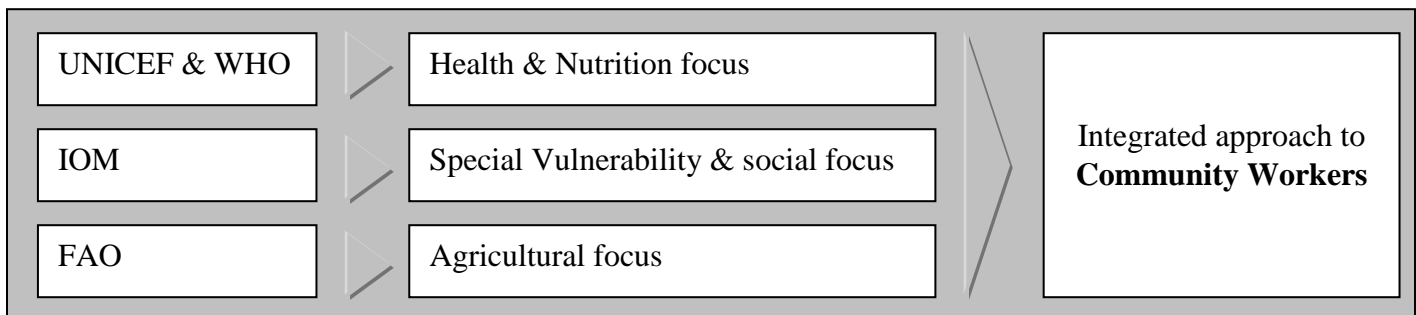 UNICEF & WHO
Health & Nutrition focus
IOM
Special Vulnerability & social focus
FAO
Agricultural focus
Integrated approach to
Community Workers